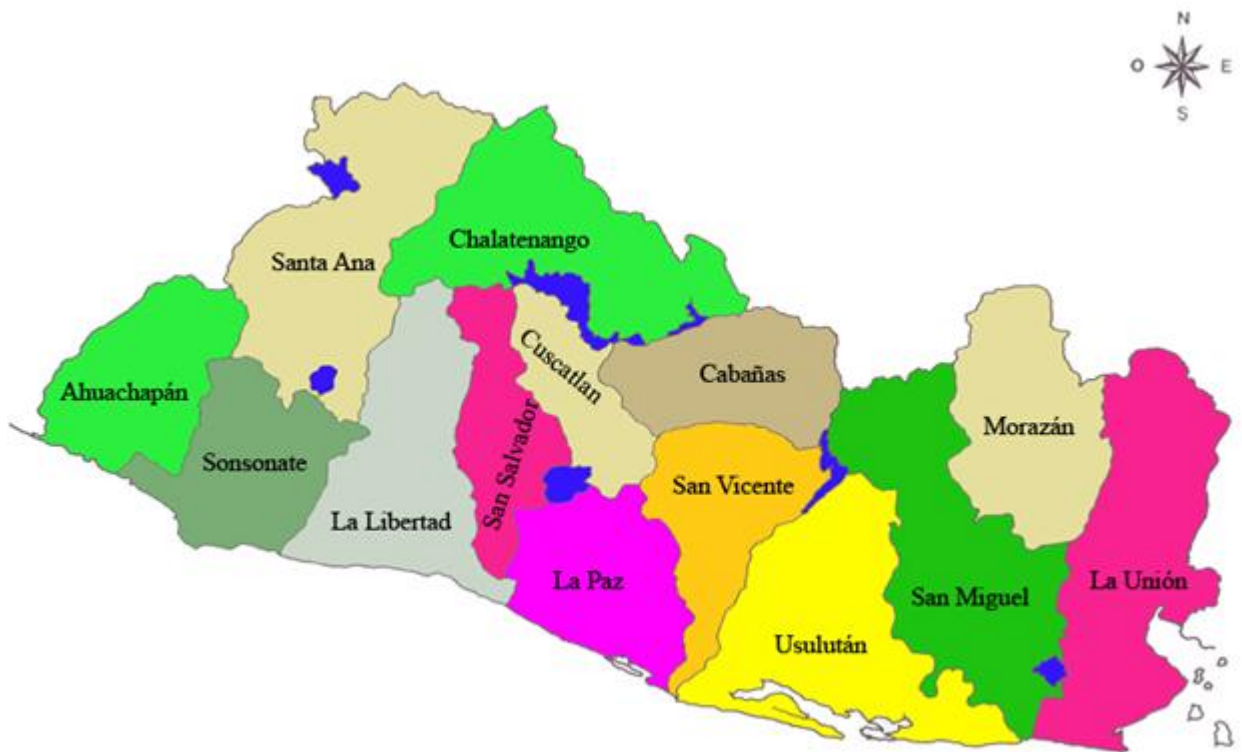 N
O E
S
Chalatenango
Santa Ana
Cuscatlan
Cabañas
Ahuachapán
Morazán
Sonsonate
San Salvador
San Vicente
La Libertad
La Paz
San Miguel
La Unión
Usulután